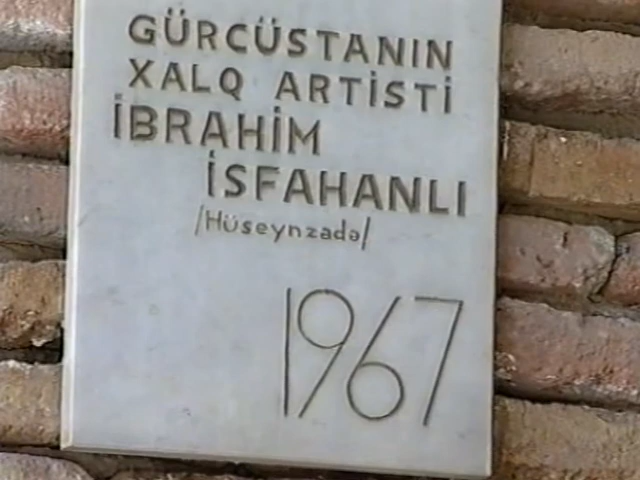 GÜRCÜSTANIN
XALQ ARTİSTİ
İBRAHİM
İSFAHANLI
/Hüseynzadə/
1967